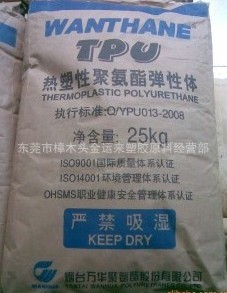 WANTHANE
TPU
热塑性聚氨酯弹性体
THERMOPLASTIC POLYURETHANE
执行标准:Q/YPU013-2008
净含量:25kg
东莞市樟木头金运来塑胶原料经营部
ISO9001国际质量体系认证
ISO14001环境管理体系认证
OHSMS职业健康安全管理体系认证
严禁吸湿
KEEP DRY
烟台万华聚氨酯股份有限公司
YANTAI WANHUA POLYURETHANES CO.,LTD